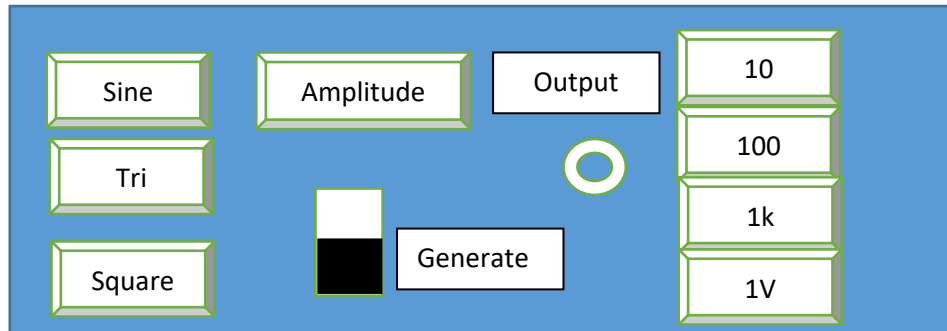 Sine
Tri
Square
Amplitude
Generate
Output
10
100
1k
1V